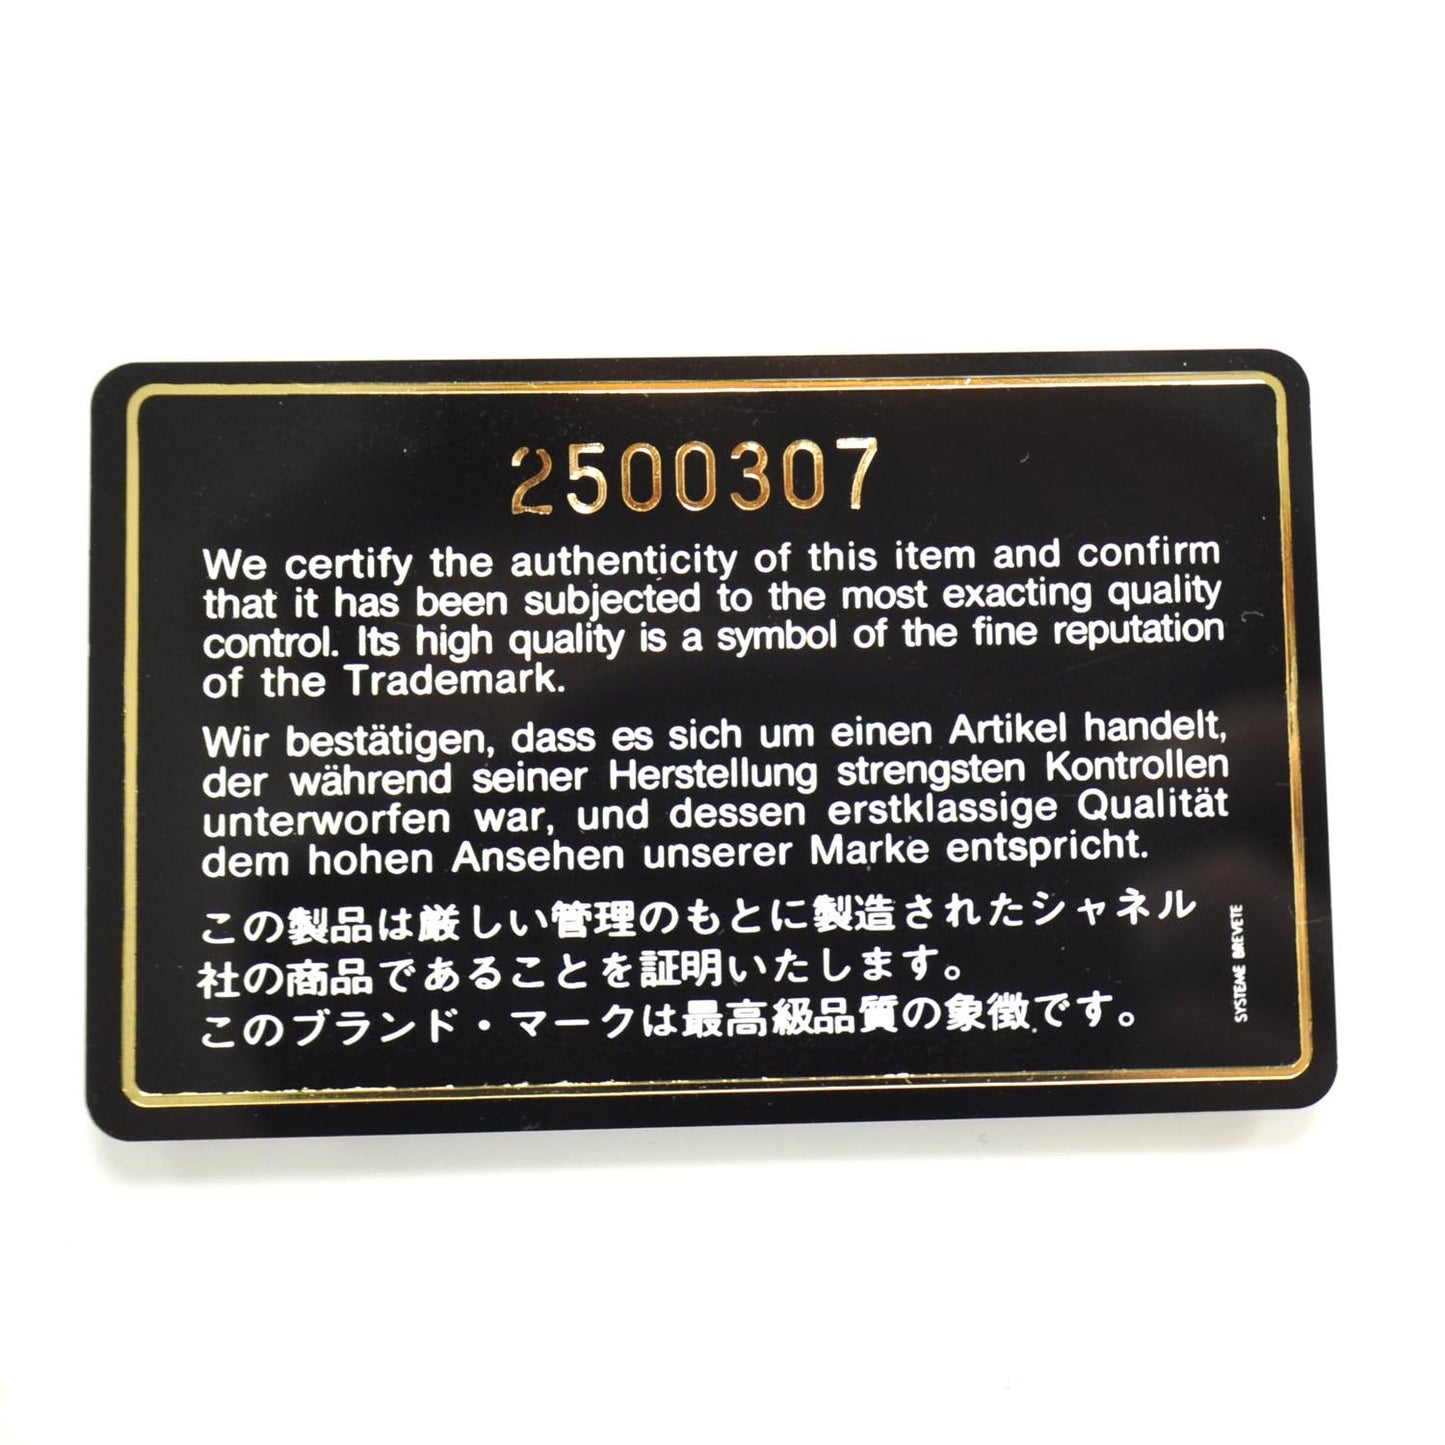 2500307
We certify the authenticity of this item and confirm
that it has been subjected to the most exacting quality
control. Its high quality is a symbol of the fine reputation
of the Trademark.
Wir bestätigen, dass es sich um einen Artikel handelt,
der während seiner Herstellung strengsten Kontrollen
unterworfen war, und dessen erstklassige Qualität
dem hohen Ansehen unserer Marke entspricht.
この製品は厳しい管理のもとに製造されたシャネル
社の商品であることを証明いたします。
このブランド・マークは最高級品質の象徴です。
SYSTEME BREVETE